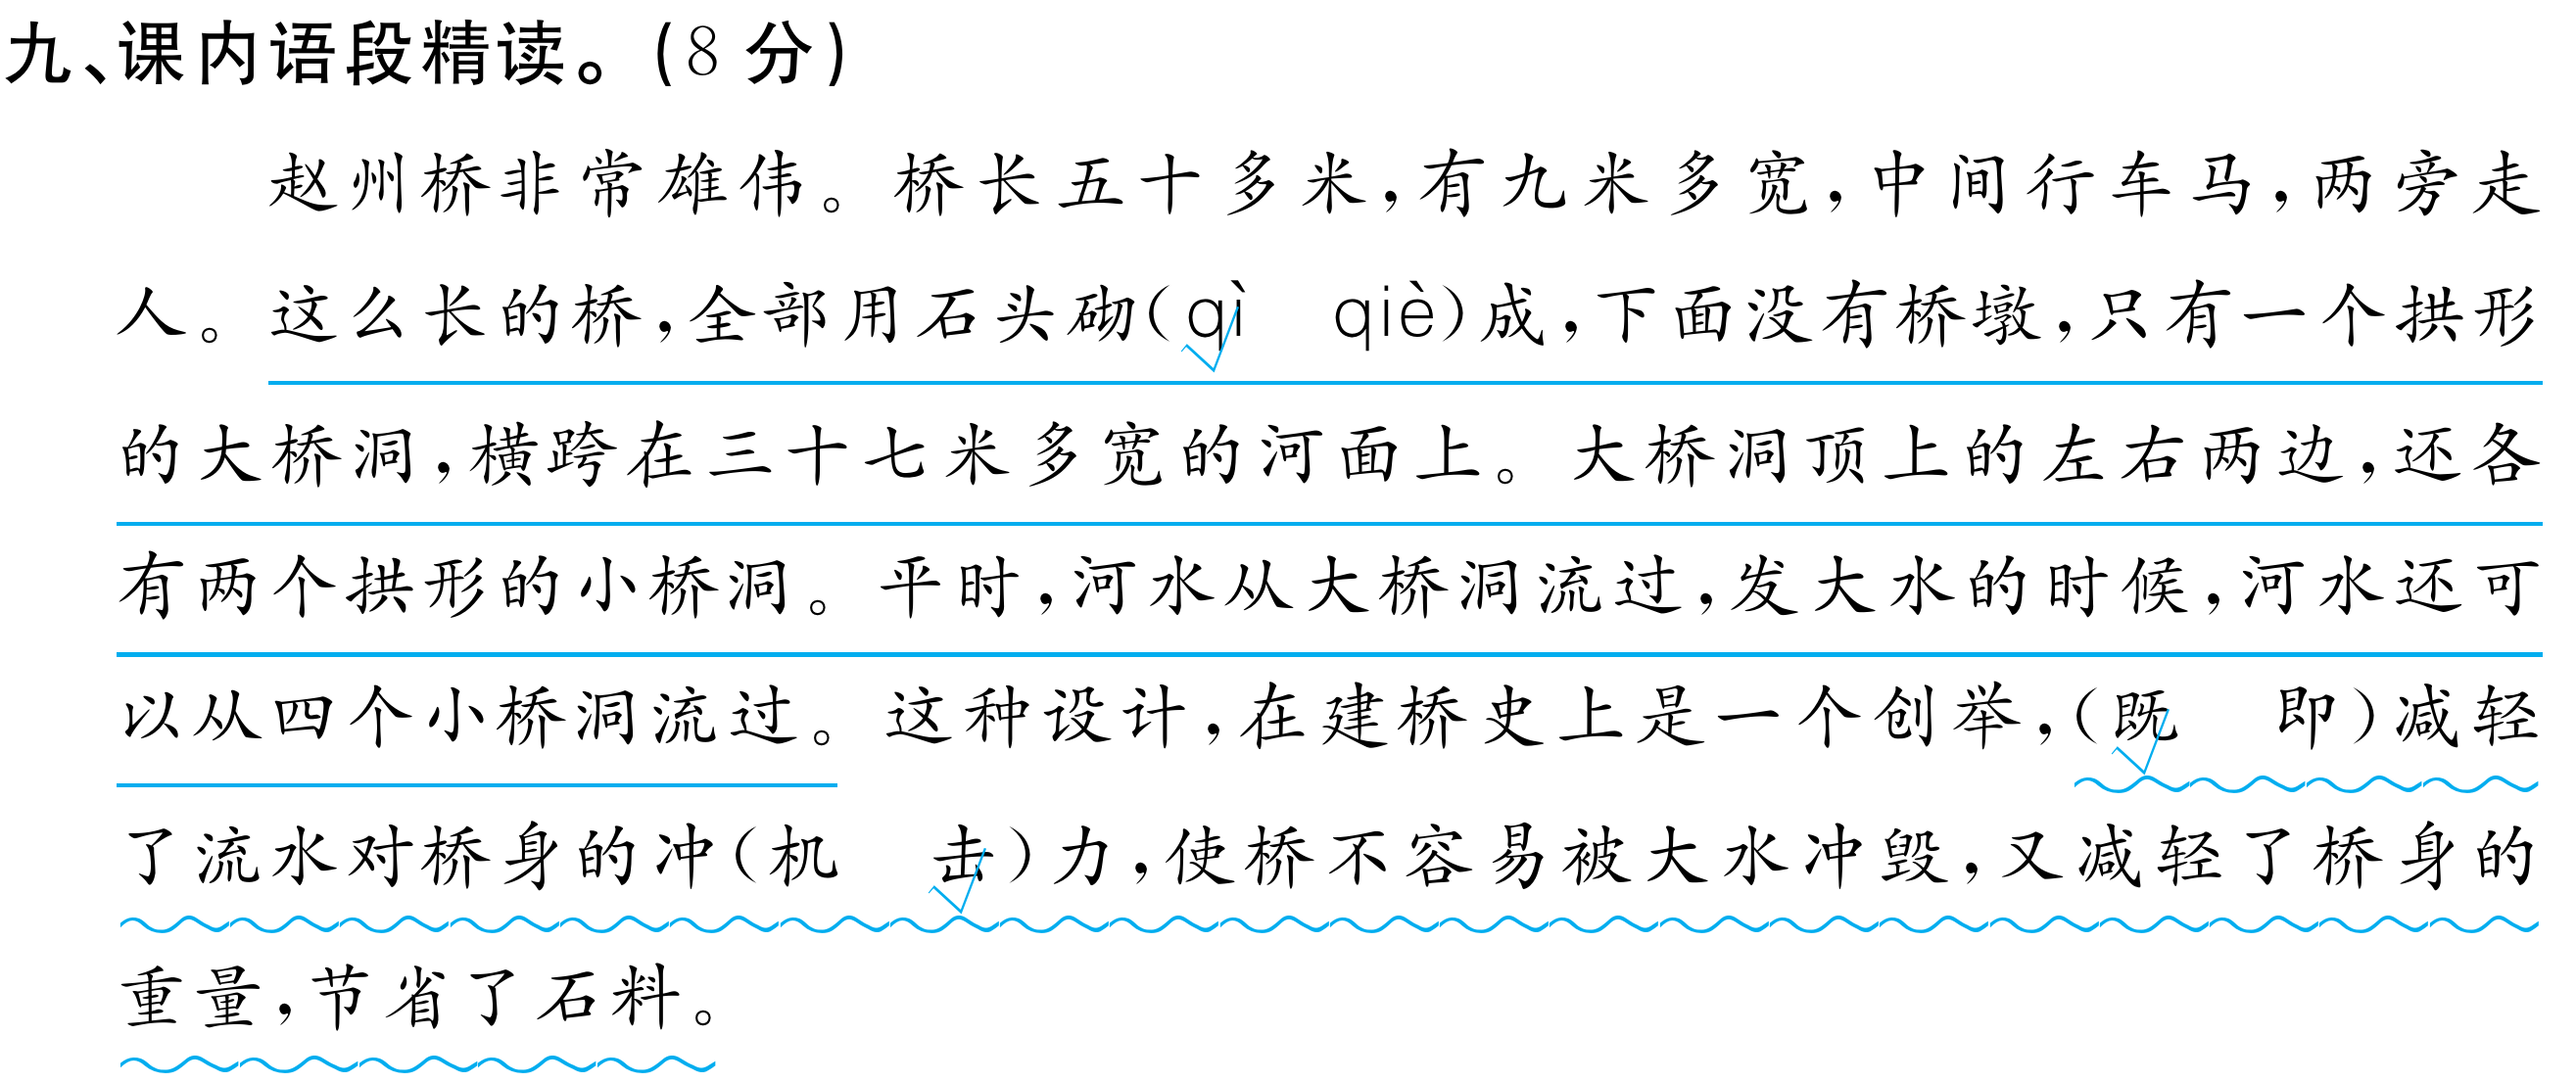 九、课内语段精读。(8 分)
赵州桥非常雄伟。桥长五十多米,有九米多宽,中间行车马,两旁走
人。这么长的桥,全部用石头砌(qì  qiè)成,下面没有桥墩,只有一个拱形
的大桥洞,横跨在三十七米多宽的河面上。大桥洞顶上的左右两边,还各
有两个拱形的小桥洞。平时,河水从大桥洞流过,发大水的时候,河水还可
以从四个小桥洞流过。这种设计,在建桥史上是一个创举,(既  即)减轻
了流水对桥身的冲(机  击)力,使桥不容易被大水冲毁,又减轻了桥身的
重量,节省了石料。